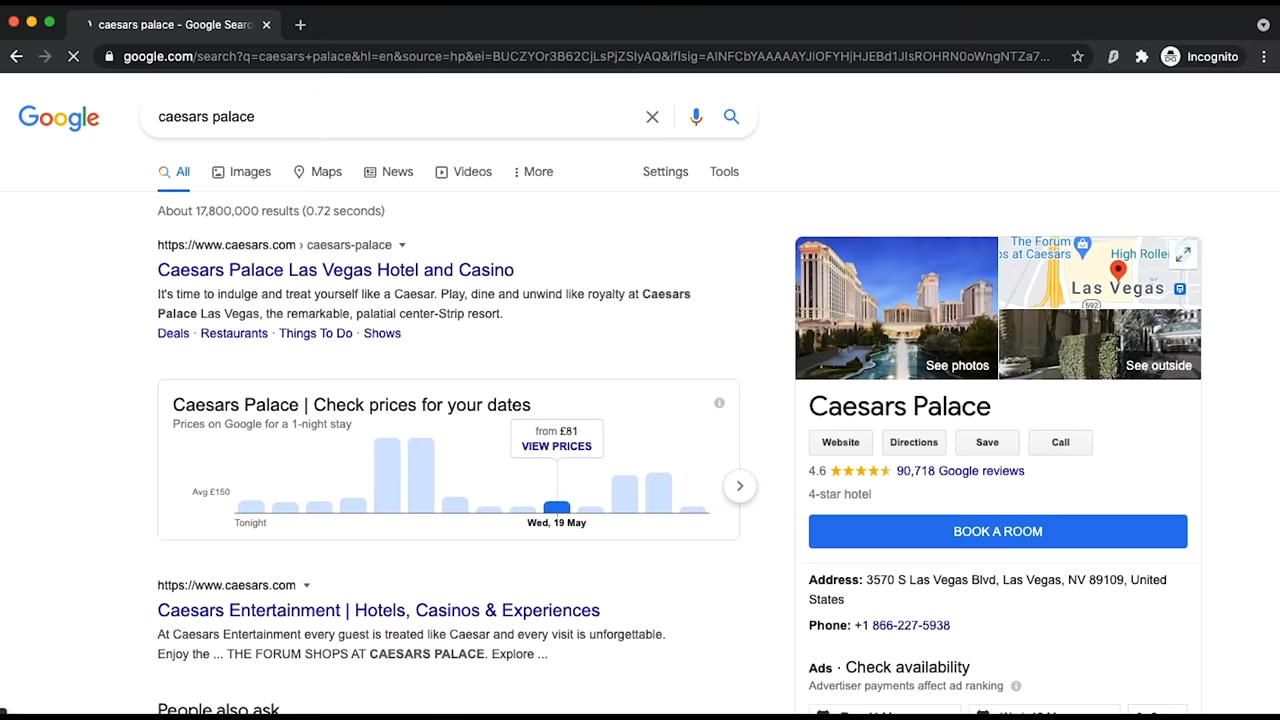 caesars palace - Google Searc
google.com/search?q=caesars+palace&hl=en&source=hp&ei=BUCZYOr3B62CjLsPjZSlyAQ&iflsig=AINFCbYAAAAAYJlOFYHjHJEBd1JIsROHRN0oWngNTZa7...
Incognito
Google
caesars palace
All
Images
Maps
News
Videos
More
Settings
Tools
About 17,800,000 results (0.72 seconds)
https://www.caesars.com › caesars-palace
Caesars Palace Las Vegas Hotel and Casino
It's time to indulge and treat yourself like a Caesar. Play, dine and unwind like royalty at Caesars
Palace Las Vegas, the remarkable, palatial center-Strip resort.
Deals · Restaurants · Things To Do · Shows
Caesars Palace | Check prices for your dates
Prices on Google for a 1-night stay
from £81
VIEW PRICES
Avg £150
Tonight
Wed, 19 May
https://www.caesars.com
Caesars Entertainment | Hotels, Casinos & Experiences
At Caesars Entertainment every guest is treated like Caesar and every visit is unforgettable.
Enjoy the ... THE FORUM SHOPS AT CAESARS PALACE. Explore ...
People also ask
The Forum
ps at Caesars
High Rolle
Las Vegas
592
See photos
See outside
Caesars Palace
Website
Directions
Save
Call
4.6
90,718 Google reviews
4-star hotel
BOOK A ROOM
Address: 3570 S Las Vegas Blvd, Las Vegas, NV 89109, United
States
Phone: +1 866-227-5938
Ads · Check availability
Advertiser payments affect ad ranking